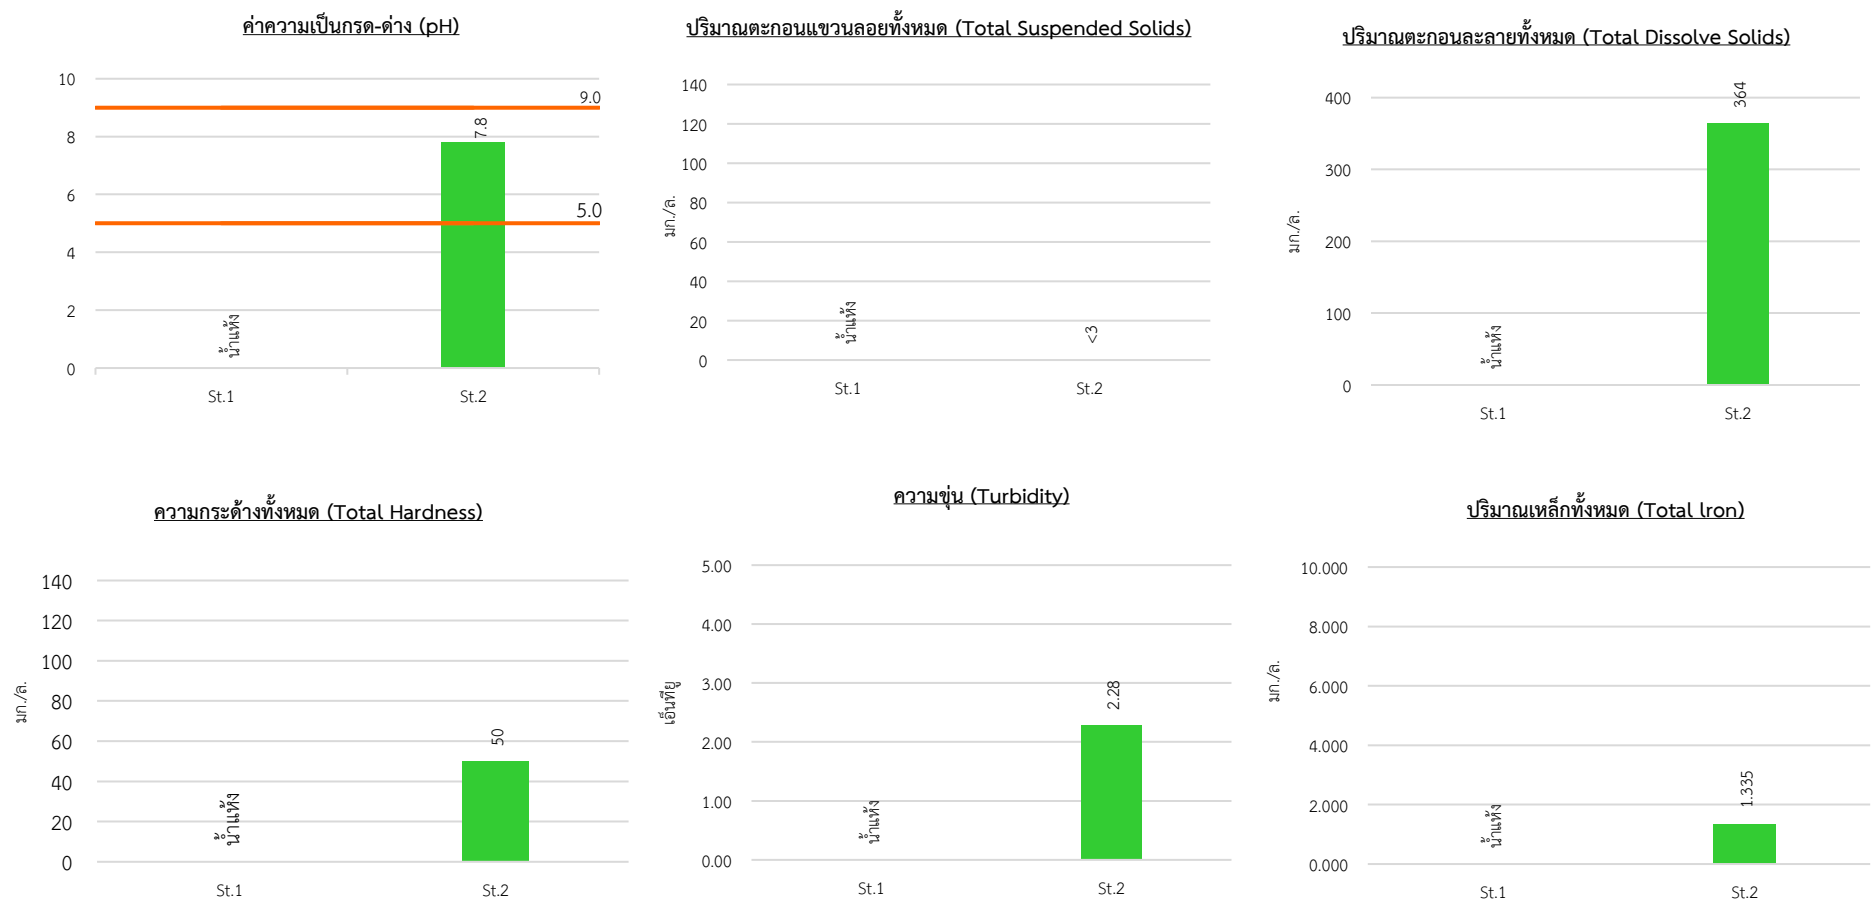 ค่าความเป็นกรด-ด่าง (pH)
10
8
6
4
2
0
9.0
5.0
7.8
น้ำแห้ง
St.1
St.2
ปริมาณตะกอนแขวนลอยทั้งหมด (Total Suspended Solids)
มก./ล.
140
120
100
80
60
40
20
0
น้ำแห้ง
<3
St.1
St.2
ปริมาณตะกอนละลายทั้งหมด (Total Dissolve Solids)
มก./ล.
400
300
200
100
0
น้ำแห้ง
364
St.1
St.2
ความกระด้างทั้งหมด (Total Hardness)
มก./ล.
140
120
100
80
60
40
20
0
น้ำแห้ง
50
St.1
St.2
ความขุ่น (Turbidity)
เอ็นทียู
5.00
4.00
3.00
2.00
1.00
0.00
น้ำแห้ง
2.28
St.1
St.2
ปริมาณเหล็กทั้งหมด (Total lron)
มก./ล.
10.000
8.000
6.000
4.000
2.000
0.000
น้ำแห้ง
1.335
St.1
St.2